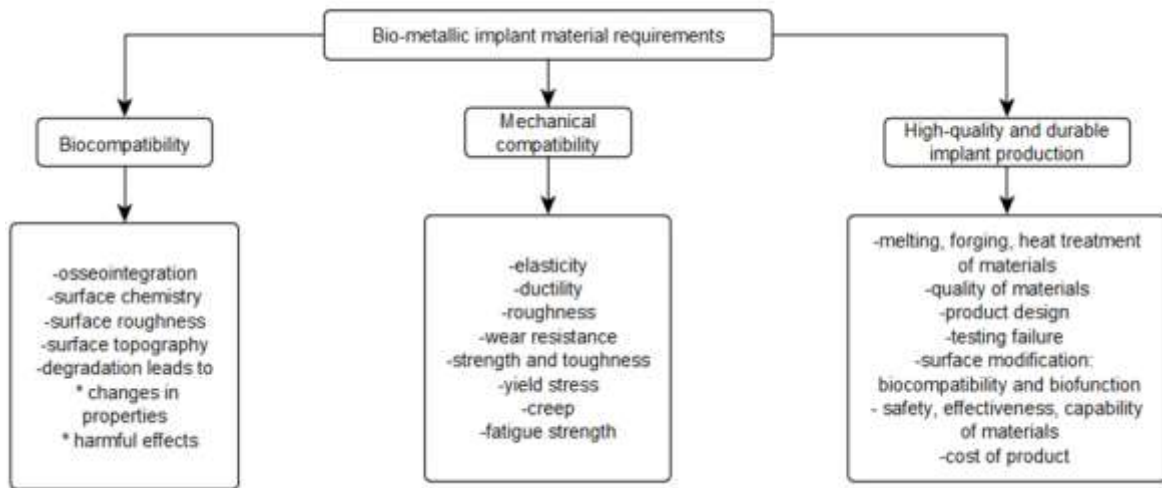 Bio-metallic implant material requirements
Biocompatibility
Mechanical
compatibility
High-quality and durable
implant production
-osseointegration
-surface chemistry
-surface roughness
-surface topography
-degradation leads to
* changes in
properties
* harmful effects
-elasticity
-ductility
-roughness
-wear resistance
-strength and toughness
-yield stress
-creep
-fatigue strength
-melting, forging, heat treatment
of materials
-quality of materials
-product design
-testing failure
-surface modification:
biocompatibility and biofunction
- safety, effectiveness, capability
of materials
-cost of product